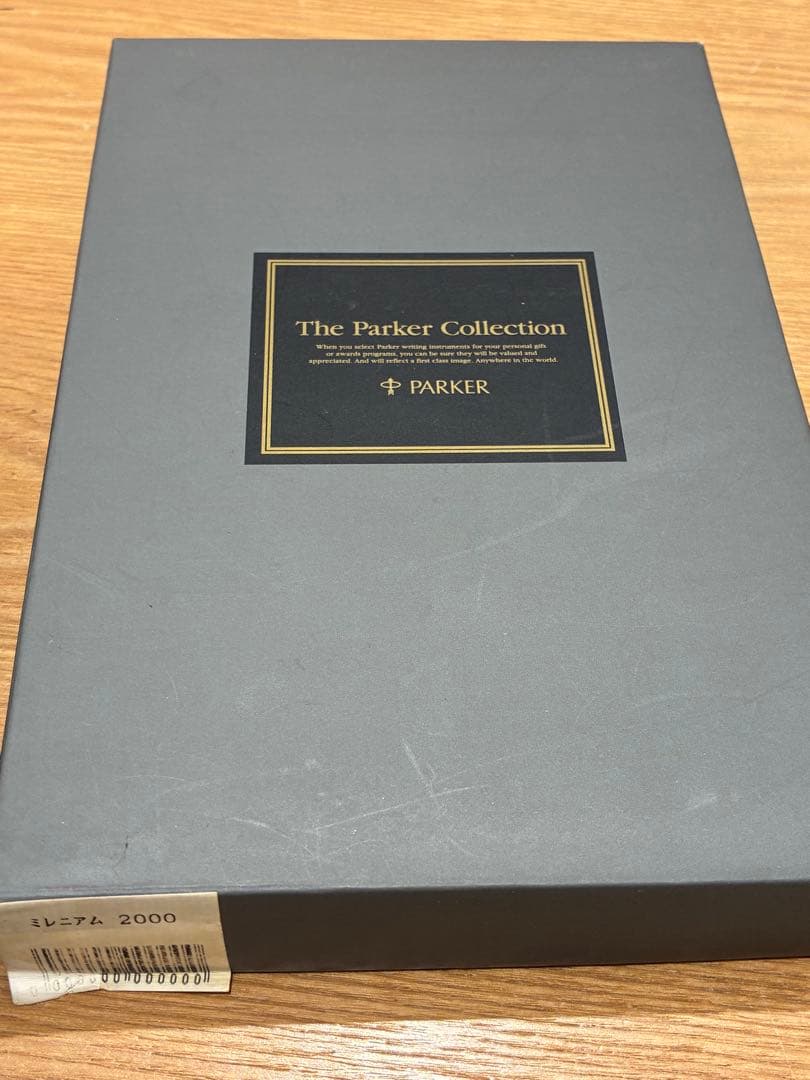 The Parker Collection
When you select Parker writing instruments for your personal gifs
or awards programs, you can be sure they will be valued and
appreciated. And will reflect a first class image. Anywhere in the world.
PARKER
ミレニアム 2000